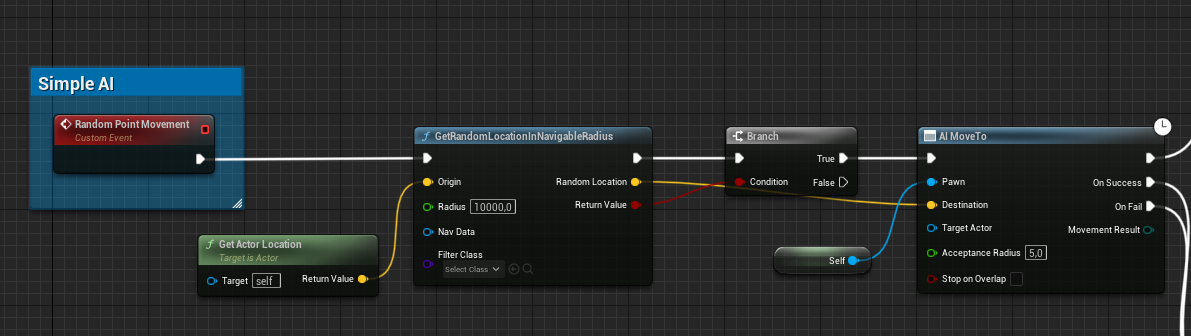 Simple AI
Random Point Movement
Custom Event
GetRandomLocationInNavigableRadius
Origin
Random Location
Radius 10000,0
Return Value
Nav Data
Filter Class
Select Class
Get Actor Location
Target is Actor
Target self
Return Value
Branch
True
Condition
False
Self
AI MoveTo
Pawn
On Success
Destination
On Fail
Target Actor
Movement Result
Acceptance Radius 5,0
Stop on Overlap